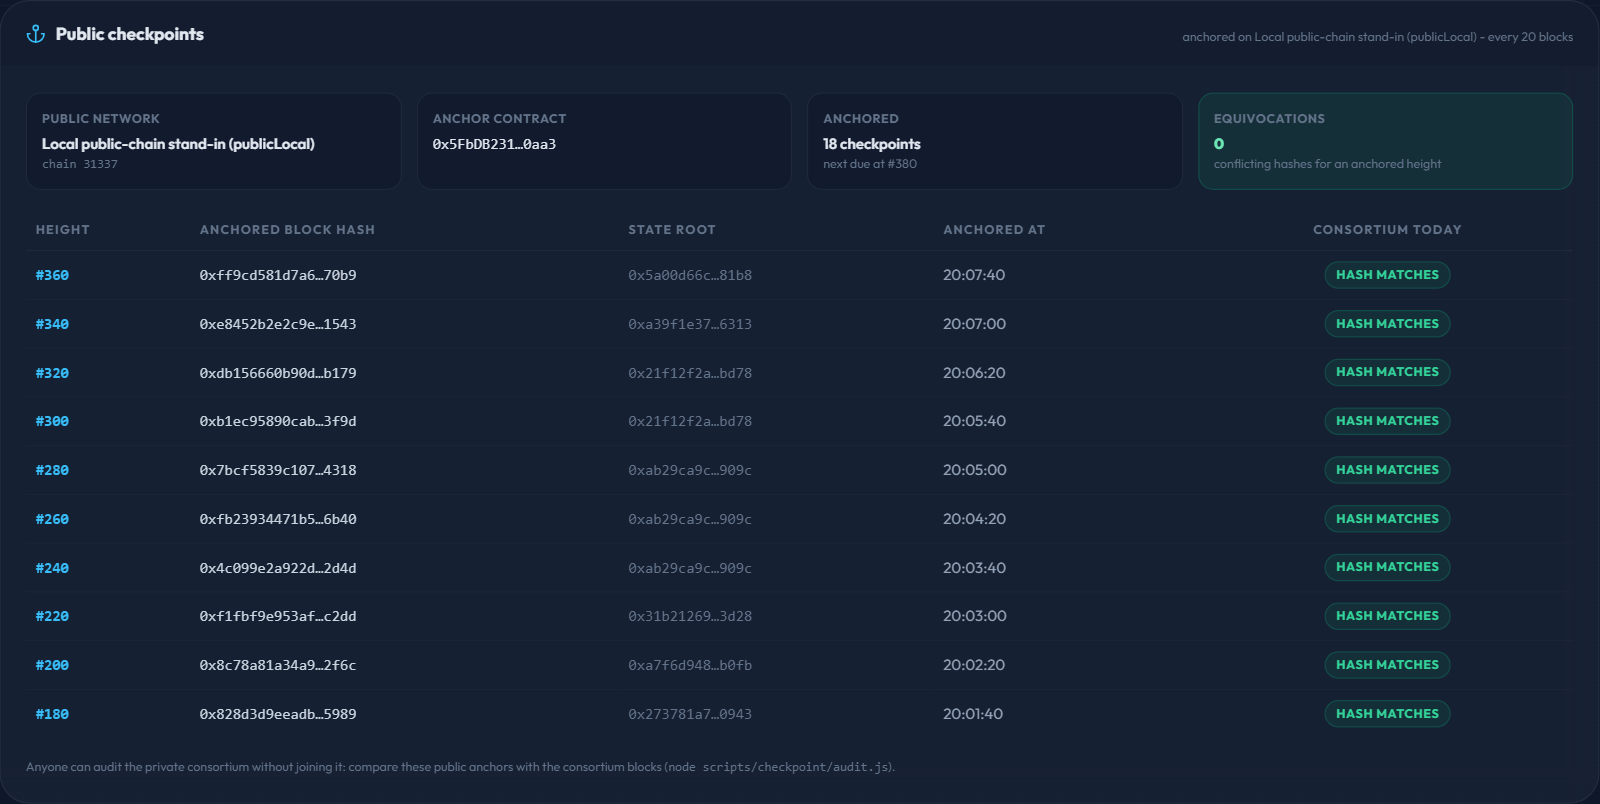 Public checkpoints
anchored on Local public-chain stand-in (publicLocal) - every 20 blocks
PUBLIC NETWORK
Local public-chain stand-in (publicLocal)
chain 31337
ANCHOR CONTRACT
0x5FbDB231…0aa3
ANCHORED
18 checkpoints
next due at #380
EQUIVOCATIONS
0
conflicting hashes for an anchored height
HEIGHT ANCHORED BLOCK HASH STATE ROOT ANCHORED AT CONSORTIUM TODAY
#360 0xff9cd581d7a6…70b9 0x5a00d66c…81b8 20:07:40 HASH MATCHES
#340 0xe8452b2e2c9e…1543 0xa39f1e37…6313 20:07:00 HASH MATCHES
#320 0xdb156660b90d…b179 0x21f12f2a…bd78 20:06:20 HASH MATCHES
#300 0xb1ec95890cab…3f9d 0x21f12f2a…bd78 20:05:40 HASH MATCHES
#280 0x7bcf5839c107…4318 0xab29ca9c…909c 20:05:00 HASH MATCHES
#260 0xfb23934471b5…6b40 0xab29ca9c…909c 20:04:20 HASH MATCHES
#240 0x4c099e2a922d…2d4d 0xab29ca9c…909c 20:03:40 HASH MATCHES
#220 0xf1fbf9e953af…c2dd 0x31b21269…3d28 20:03:00 HASH MATCHES
#200 0x8c78a81a34a9…2f6c 0xa7f6d948…b0fb 20:02:20 HASH MATCHES
#180 0x828d3d9eeadb…5989 0x273781a7…0943 20:01:40 HASH MATCHES
Anyone can audit the private consortium without joining it: compare these public anchors with the consortium blocks (node scripts/checkpoint/audit.js).